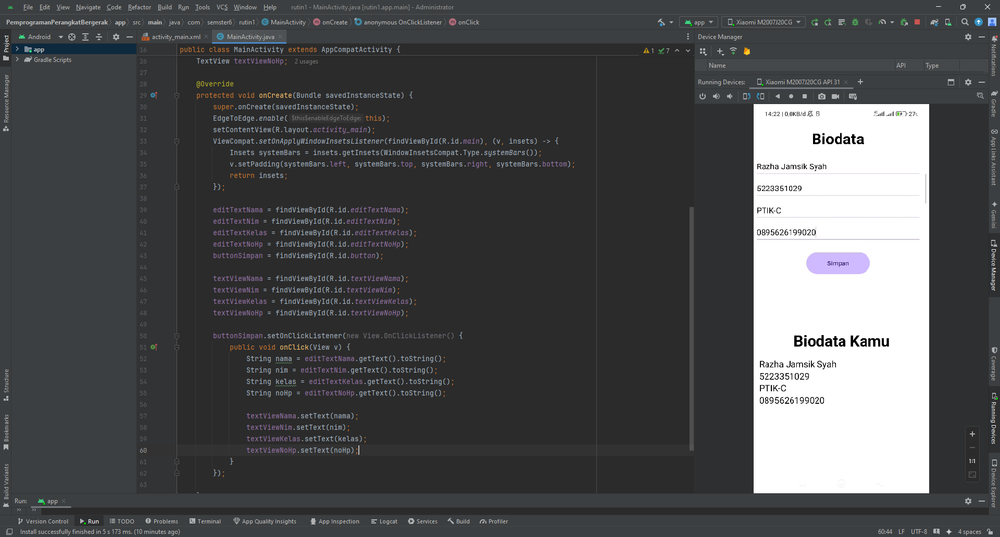 File Edit View Navigate Code Refactor Build Run Tools VCS Window Help rutin1 - MainActivity.java [rutin1.app.main] - Administrator
PemprogramanPerangkatBergerak app src main java com semster6 rutin1 MainActivity onCreate anonymous OnClickListener onClick app Xiaomi M2007J20CG
Project
Resource Manager
Structure
Bookmarks
Build Variants
Android
app
Gradle Scripts
activity_main.xml MainActivity.java
16 public class MainActivity extends AppCompatActivity { 1 7
26 TextView textViewNoHp; 2 usages
27
28 @Override
29 protected void onCreate(Bundle savedInstanceState) {
30 super.onCreate(savedInstanceState);
31 EdgeToEdge.enable( $this$enableEdgeToEdge: this);
32 setContentView(R.layout.activity_main);
33 ViewCompat.setOnApplyWindowInsetsListener(findViewById(R.id.main), (v, insets) -> {
34 Insets systemBars = insets.getInsets(WindowInsetsCompat.Type.systemBars());
35 v.setPadding(systemBars.left, systemBars.top, systemBars.right, systemBars.bottom);
36 return insets;
37 });
38
39 editTextNama = findViewById(R.id.editTextNama);
40 editTextNim = findViewById(R.id.editTextNim);
41 editTextKelas = findViewById(R.id.editTextKelas);
42 editTextNoHp = findViewById(R.id.editTextNoHp);
43 buttonSimpan = findViewById(R.id.button);
44
45 textViewNama = findViewById(R.id.textViewNama);
46 textViewNim = findViewById(R.id.textViewNim);
47 textViewKelas = findViewById(R.id.textViewKelas);
48 textViewNoHp = findViewById(R.id.textViewNoHp);
49
50 buttonSimpan.setOnClickListener(new View.OnClickListener() {
51 public void onClick(View v) {
52 String nama = editTextNama.getText().toString();
53 String nim = editTextNim.getText().toString();
54 String kelas = editTextKelas.getText().toString();
55 String noHp = editTextNoHp.getText().toString();
56
57 textViewNama.setText(nama);
58 textViewNim.setText(nim);
59 textViewKelas.setText(kelas);
60 textViewNoHp.setText(noHp);
61 }
62 });
63
Device Manager
Name API Type
Running Devices: Xiaomi M2007J20CG API 31
14:22 | 0,0KB/d 4G 27%
Biodata
Razha Jamsik Syah
5223351029
PTIK-C
0895626199020
Simpan
Biodata Kamu
Razha Jamsik Syah
5223351029
PTIK-C
0895626199020
1:1
Notifications
Gradle
App Links Assistant
Gemini
Device Manager
Coverage
Running Devices
Device Explorer
Run: app
Version Control Run TODO Problems Terminal App Quality Insights App Inspection Logcat Services Build Profiler
Install successfully finished in 5 s 173 ms. (10 minutes ago) 60:44 LF UTF-8 4 spaces